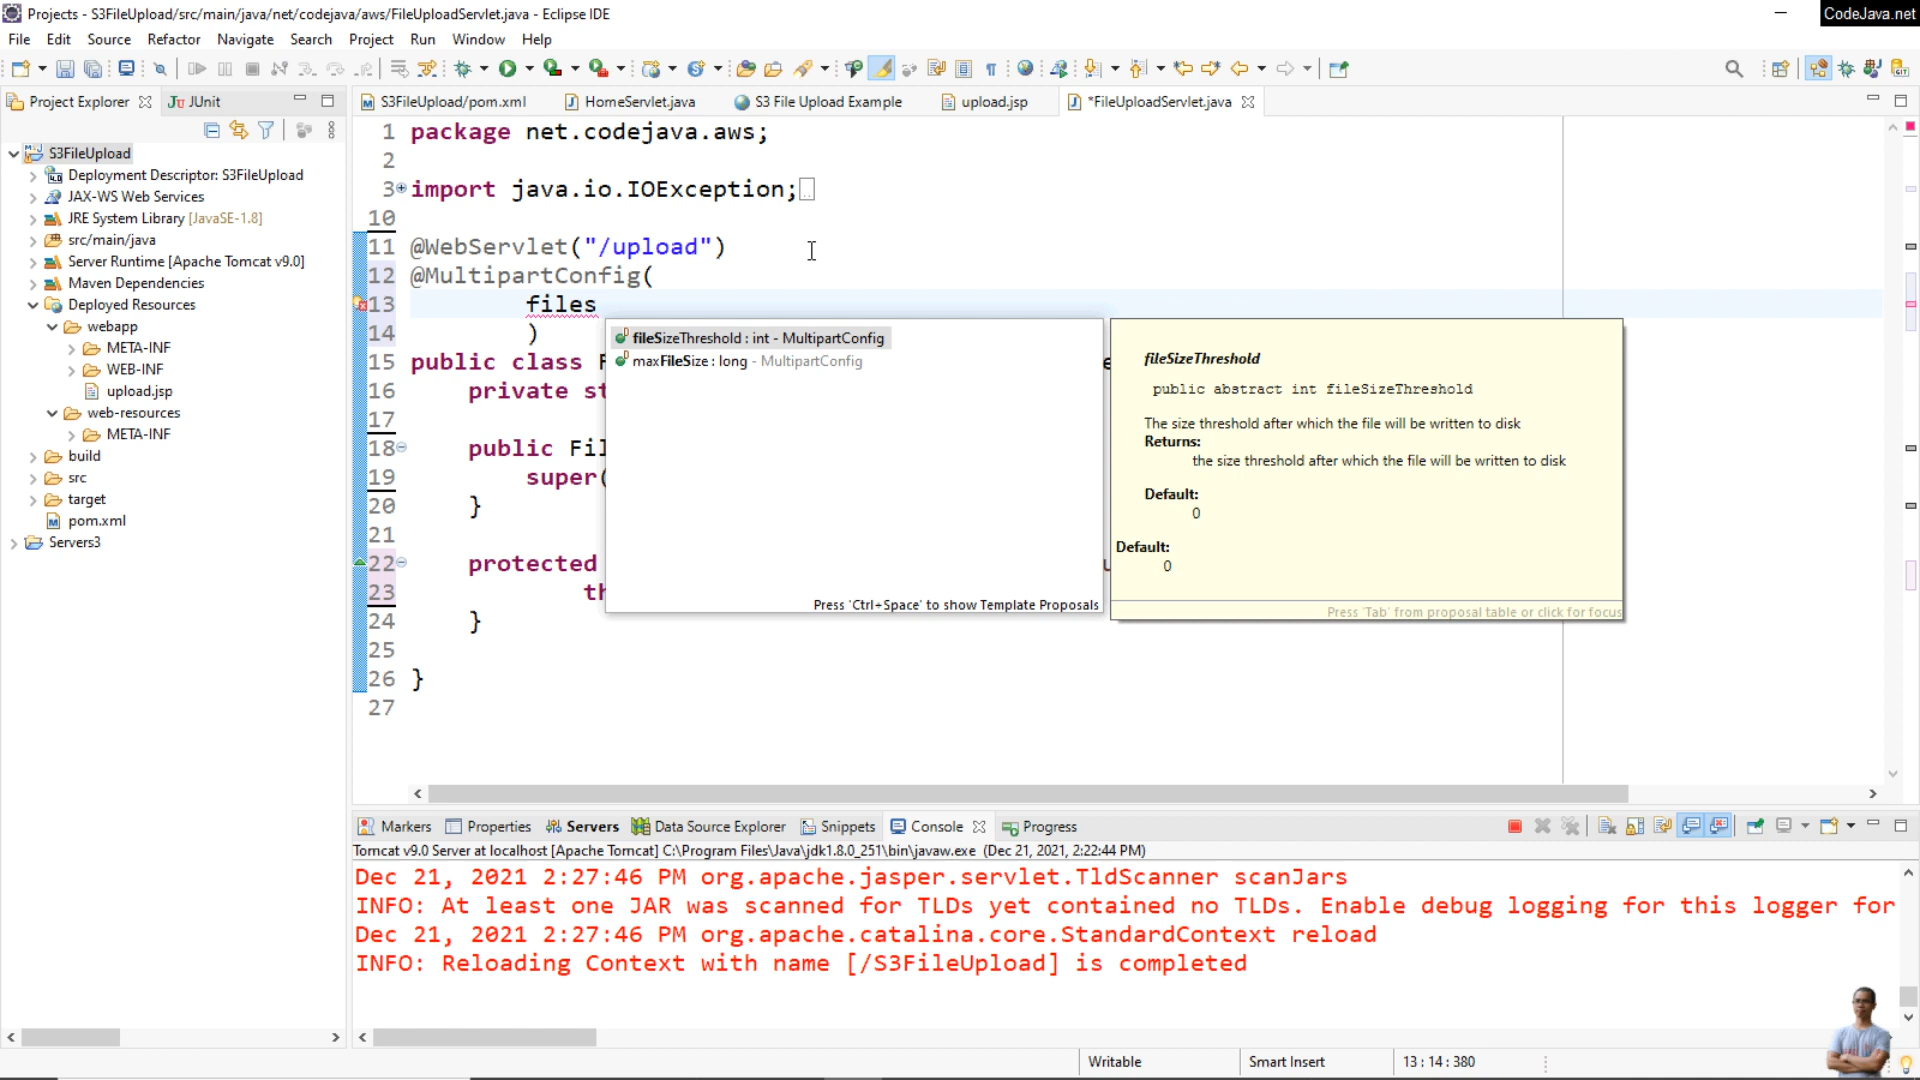 Projects - S3FileUpload/src/main/java/net/codejava/aws/FileUploadServlet.java - Eclipse IDE
CodeJava.net
File Edit Source Refactor Navigate Search Project Run Window Help
Project Explorer JUnit
S3FileUpload/pom.xml HomeServlet.java S3 File Upload Example upload.jsp *FileUploadServlet.java
S3FileUpload
Deployment Descriptor: S3FileUpload
JAX-WS Web Services
JRE System Library [JavaSE-1.8]
src/main/java
Server Runtime [Apache Tomcat v9.0]
Maven Dependencies
Deployed Resources
webapp
META-INF
WEB-INF
upload.jsp
web-resources
META-INF
build
src
target
pom.xml
Servers3
1 package net.codejava.aws;
2
3 import java.io.IOException;
10
11 @WebServlet("/upload")
12 @MultipartConfig(
13 files
14 )
15 public class F
16 private st
17
18 public Fil
19 super(
20 }
21
22 protected
23 th
24 }
25
26 }
27
fileSizeThreshold : int - MultipartConfig
maxFileSize : long - MultipartConfig
Press 'Ctrl+Space' to show Template Proposals
fileSizeThreshold
public abstract int fileSizeThreshold
The size threshold after which the file will be written to disk
Returns:
the size threshold after which the file will be written to disk
Default:
0
Default:
0
Press 'Tab' from proposal table or click for focus
Markers Properties Servers Data Source Explorer Snippets Console Progress
Tomcat v9.0 Server at localhost [Apache Tomcat] C:\Program Files\Java\jdk1.8.0_251\bin\javaw.exe (Dec 21, 2021, 2:22:44 PM)
Dec 21, 2021 2:27:46 PM org.apache.jasper.servlet.TldScanner scanJars
INFO: At least one JAR was scanned for TLDs yet contained no TLDs. Enable debug logging for this logger for
Dec 21, 2021 2:27:46 PM org.apache.catalina.core.StandardContext reload
INFO: Reloading Context with name [/S3FileUpload] is completed
Writable Smart Insert 13 : 14 : 380